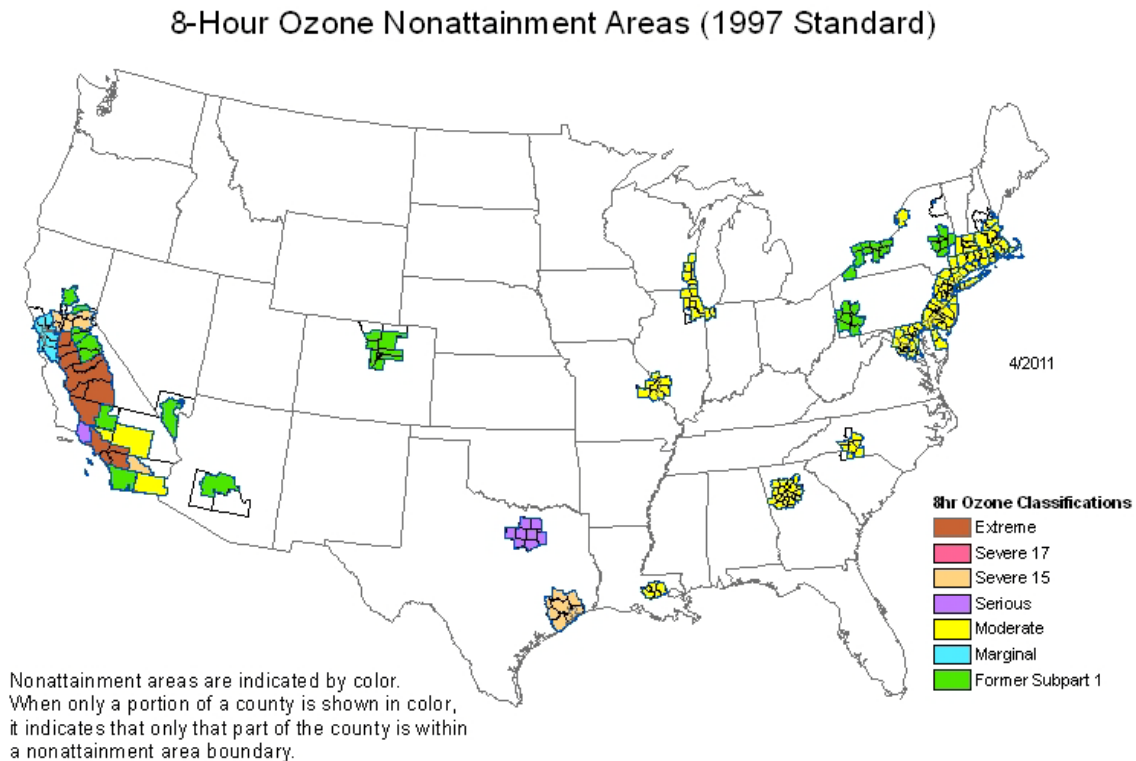 8-Hour Ozone Nonattainment Areas (1997 Standard)
4/2011
8hr Ozone Classifications
Extreme
Severe 17
Severe 15
Serious
Moderate
Marginal
Former Subpart 1
Nonattainment areas are indicated by color.
When only a portion of a county is shown in color,
it indicates that only that part of the county is within
a nonattainment area boundary.